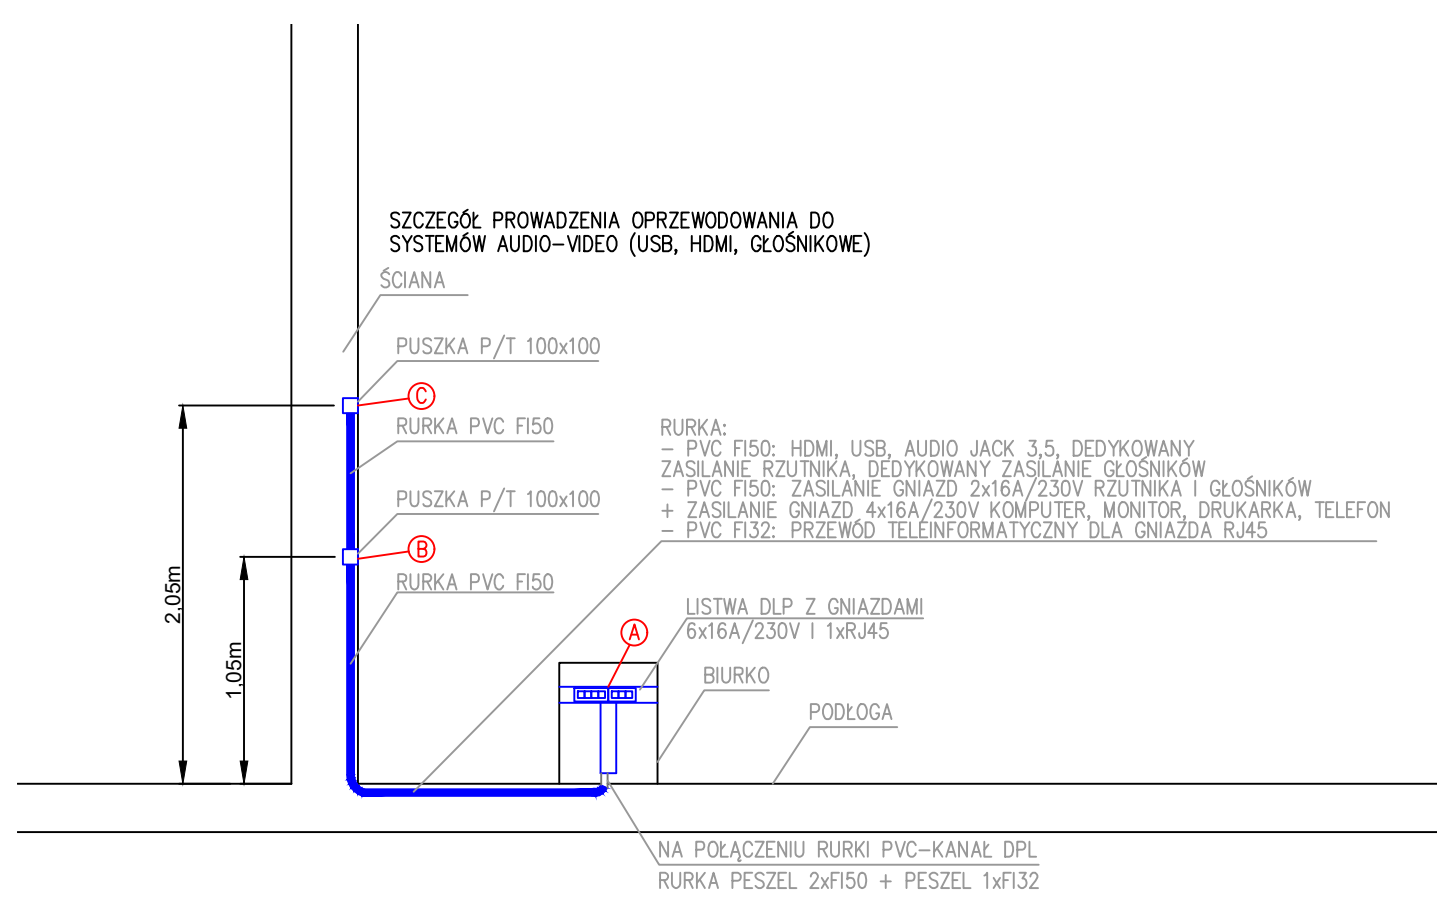 SZCZEGÓŁ PROWADZENIA OPRZEWODOWANIA DO
SYSTEMÓW AUDIO-VIDEO (USB, HDMI, GŁOŚNIKOWE)
ŚCIANA
PUSZKA P/T 100x100
C
RURKA PVC FI50
PUSZKA P/T 100x100
B
RURKA PVC FI50
2,05m
1,05m
RURKA:
- PVC FI50: HDMI, USB, AUDIO JACK 3,5, DEDYKOWANY
ZASILANIE RZUTNIKA, DEDYKOWANY ZASILANIE GŁOŚNIKÓW
- PVC FI50: ZASILANIE GNIAZD 2x16A/230V RZUTNIKA I GŁOŚNIKÓW
+ ZASILANIE GNIAZD 4x16A/230V KOMPUTER, MONITOR, DRUKARKA, TELEFON
- PVC FI32: PRZEWÓD TELEINFORMATYCZNY DLA GNIAZDA RJ45
LISTWA DLP Z GNIAZDAMI
6x16A/230V I 1xRJ45
A
BIURKO
PODŁOGA
NA POŁĄCZENIU RURKI PVC-KANAŁ DPL
RURKA PESZEL 2xFI50 + PESZEL 1xFI32